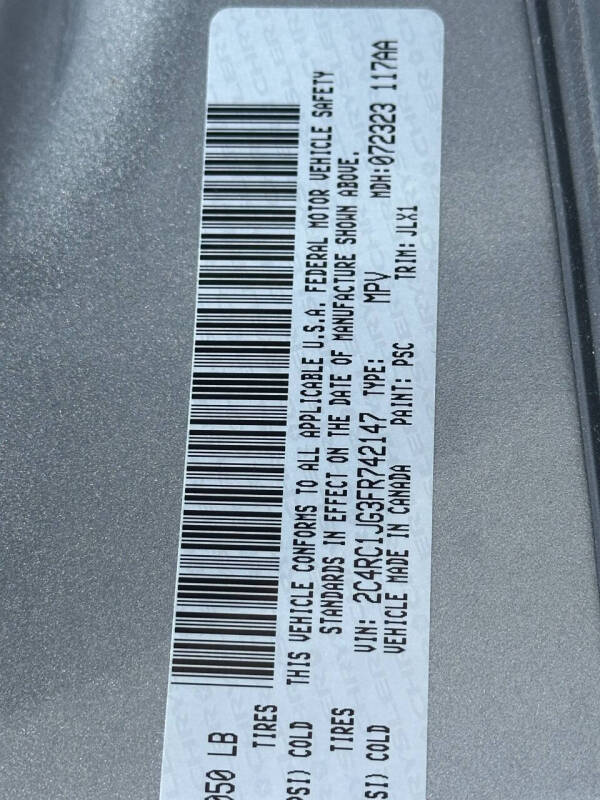 THIS VEHICLE CONFORMS TO ALL APPLICABLE U.S.A. FEDERAL MOTOR VEHICLE SAFETY
STANDARDS IN EFFECT ON THE DATE OF MANUFACTURE SHOWN ABOVE.
VIN: 2C4RC1JG3FR742147 TYPE: MPV MDH:072323 117AA
VEHICLE MADE IN CANADA PAINT: PSC TRIM: JLX1
050 LB TIRES
PSI) COLD
TIRES
SI) COLD
CHRYSLER